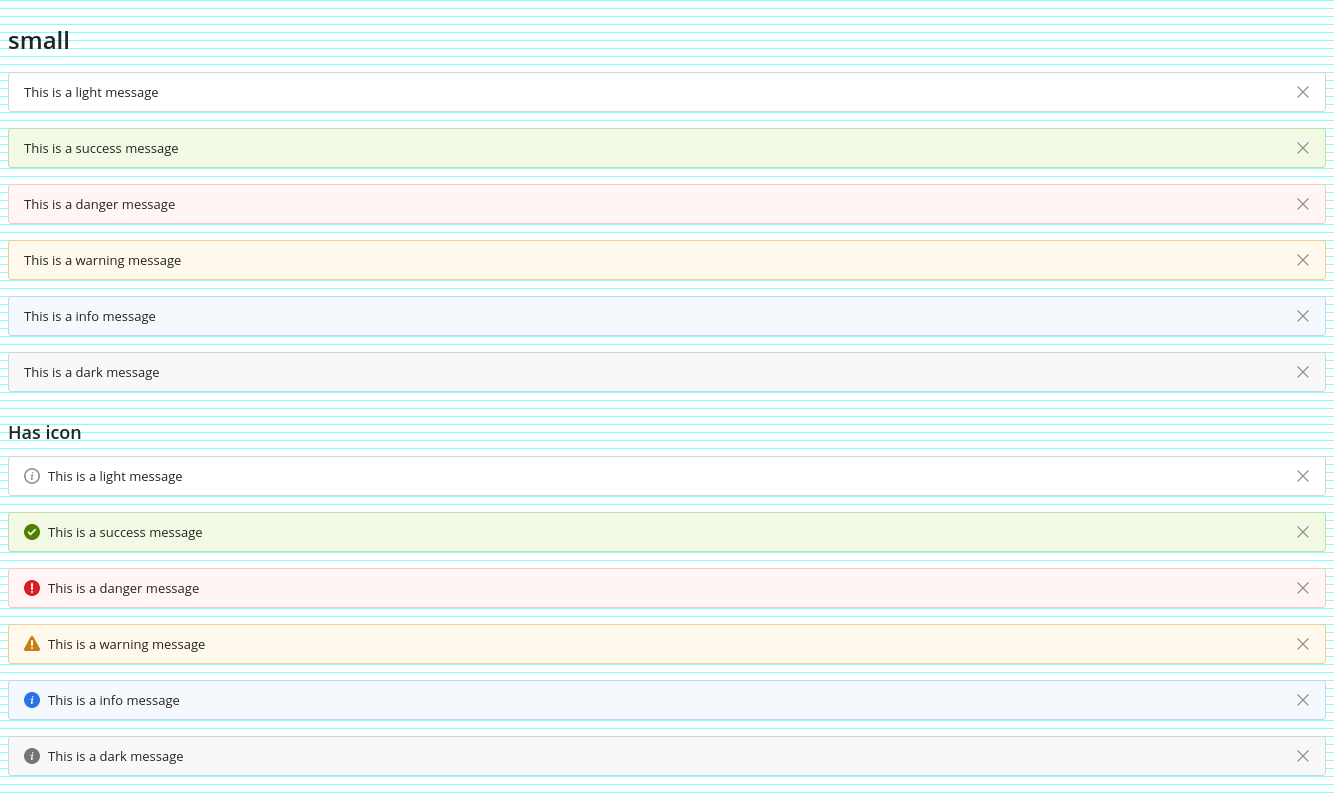 small
This is a light message
This is a success message
This is a danger message
This is a warning message
This is a info message
This is a dark message
Has icon
This is a light message
This is a success message
This is a danger message
This is a warning message
This is a info message
This is a dark message